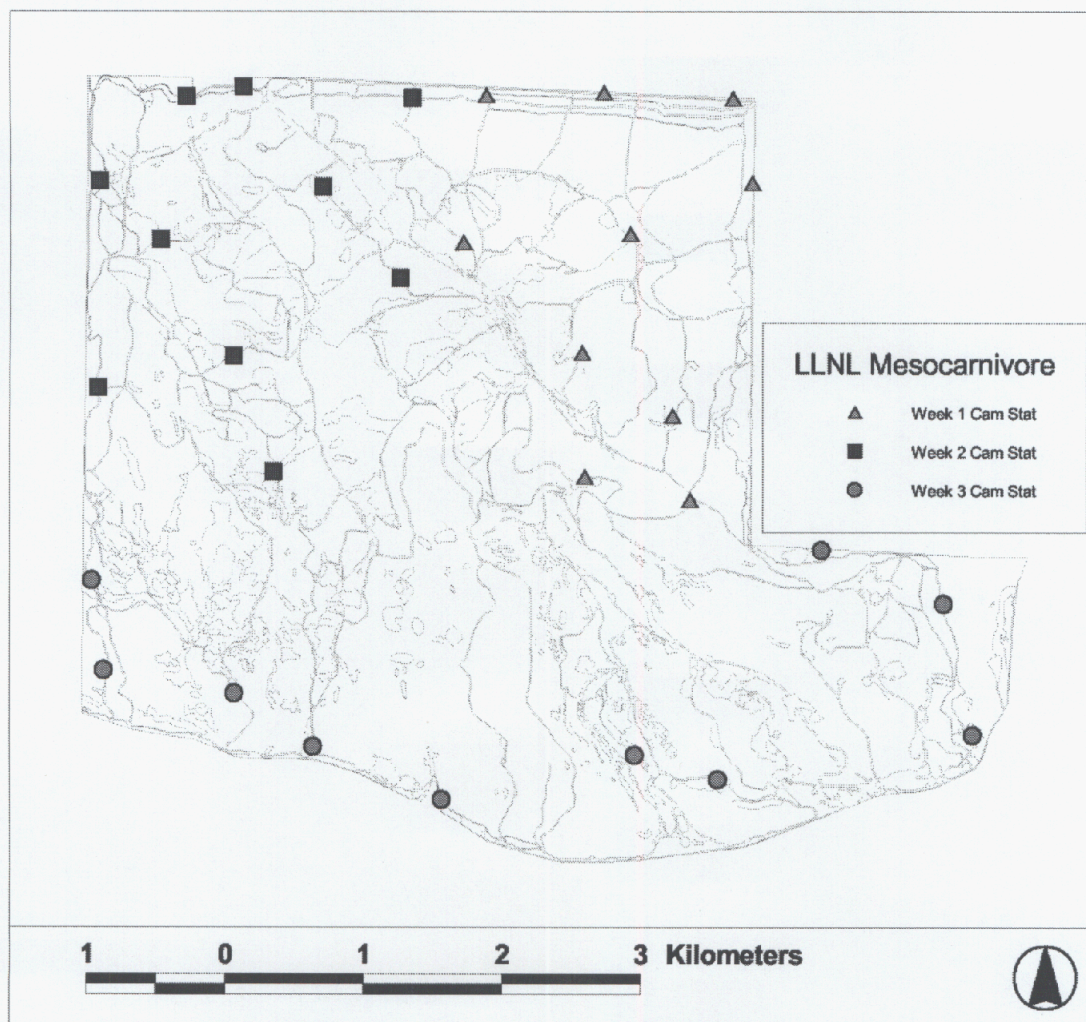 LLNL Mesocarnivore
Week 1 Cam Stat
Week 2 Cam Stat
Week 3 Cam Stat
1 0 1 2 3 Kilometers